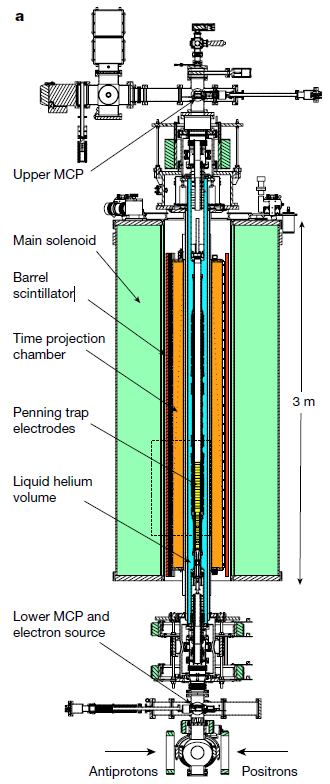 a
Upper MCP
Main solenoid
Barrel
scintillator
Time projection
chamber
3 m
Penning trap
electrodes
Liquid helium
volume
Lower MCP and
electron source
Antiprotons
Positrons